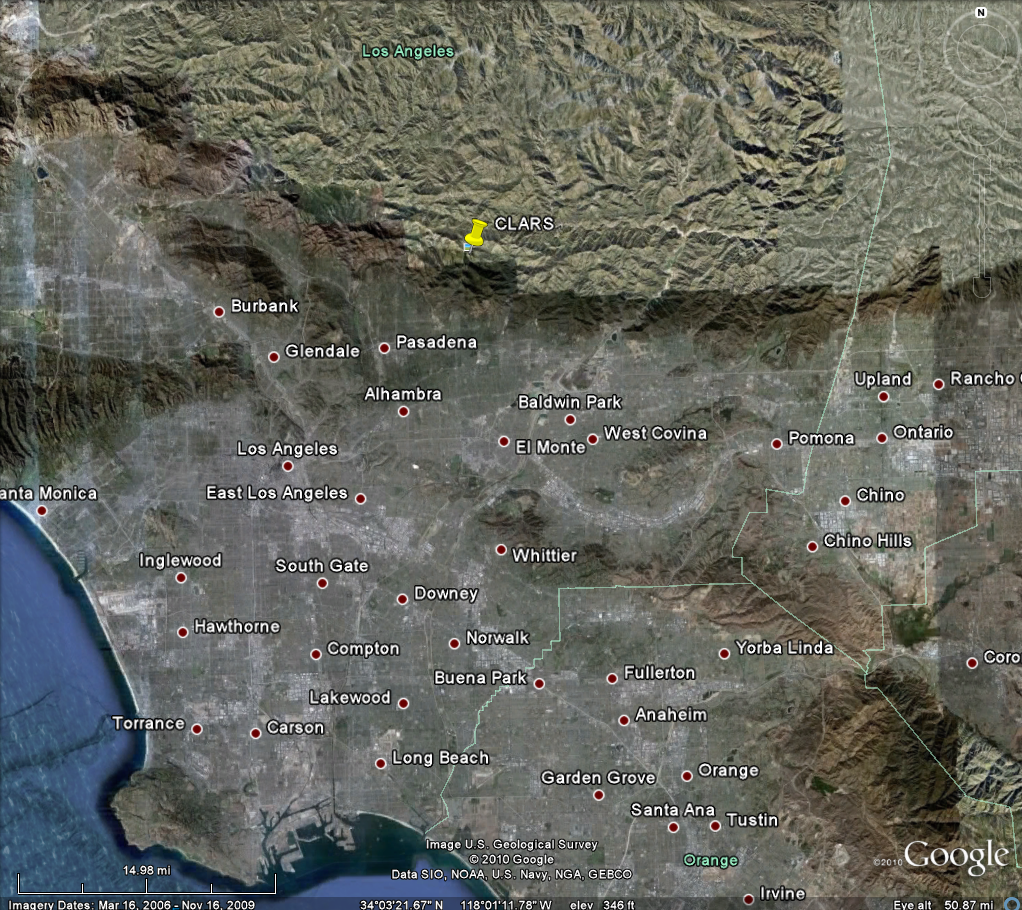 N
Los Angeles
CLARS
Burbank
Glendale
Pasadena
Alhambra
Baldwin Park
Upland
Rancho
El Monte
West Covina
Pomona
Ontario
Los Angeles
East Los Angeles
anta Monica
Chino
Chino Hills
Whittier
Inglewood
South Gate
Downey
Hawthorne
Compton
Norwalk
Yorba Linda
Coro
Buena Park
Fullerton
Lakewood
Anaheim
Torrance
Carson
Long Beach
Orange
Garden Grove
Santa Ana
Tustin
Image U.S. Geological Survey
© 2010 Google
Data SIO, NOAA, U.S. Navy, NGA, GEBCO
Orange
©2010 Google
14.98 mi
Irvine
Imagery Dates: Mar 16, 2006 - Nov 16, 2009 34°03'21.67" N 118°01'11.78" W elev 346 ft Eye alt 50.87 mi